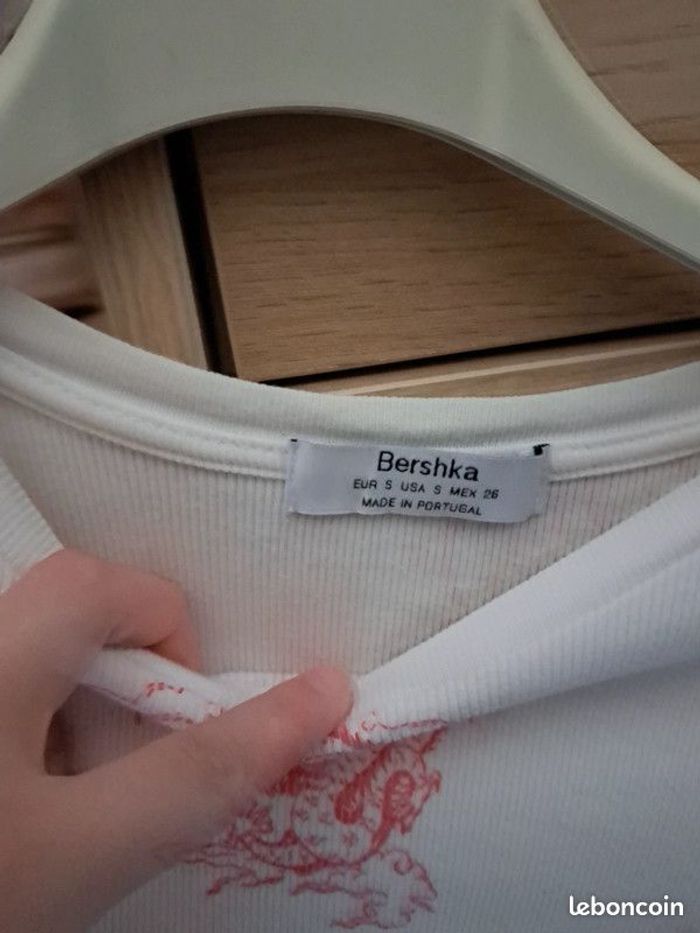 Bershka
EUR S USA S MEX 26
MADE IN PORTUGAL
leboncoin